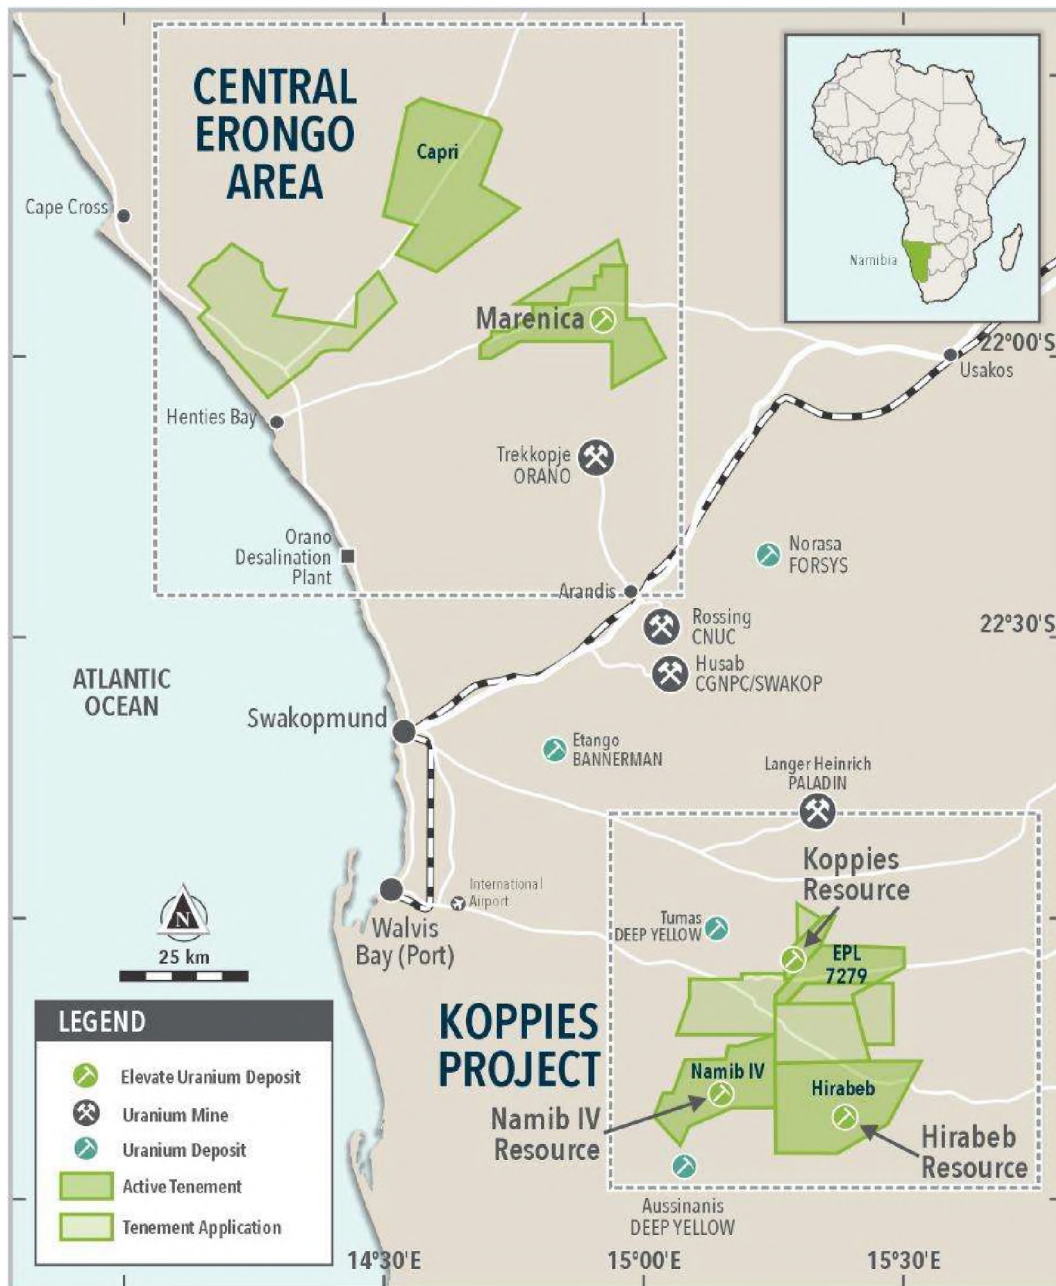 CENTRAL
ERONGO
AREA
Capri
Cape Cross
Namibia
Marenica
22°00'S
Usakos
Henties Bay
Trekkopje
ORANO
Orano
Desalination
Plant
Norasa
FORSYS
Arandis
Rossing
CNUC
22°30'S
Husab
CGNPC/SWAKOP
ATLANTIC
OCEAN
Swakopmund
Etango
BANNERMAN
Langer Heinrich
PALADIN
Koppies
Resource
International
Airport
Walvis
Bay (Port)
Tumas
DEEP YELLOW
EPL
7279
N
25 km
KOPPIES
PROJECT
Namib IV
Hirabeb
Namib IV
Resource
Hirabeb
Resource
Aussinanis
DEEP YELLOW
LEGEND
Elevate Uranium Deposit
Uranium Mine
Uranium Deposit
Active Tenement
Tenement Application
14°30'E
15°00'E
15°30'E